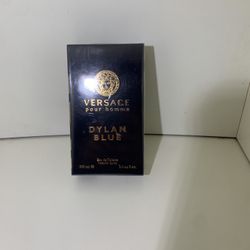 VERSACE
pour homme
DYLAN
BLUE
Eau de Toilette